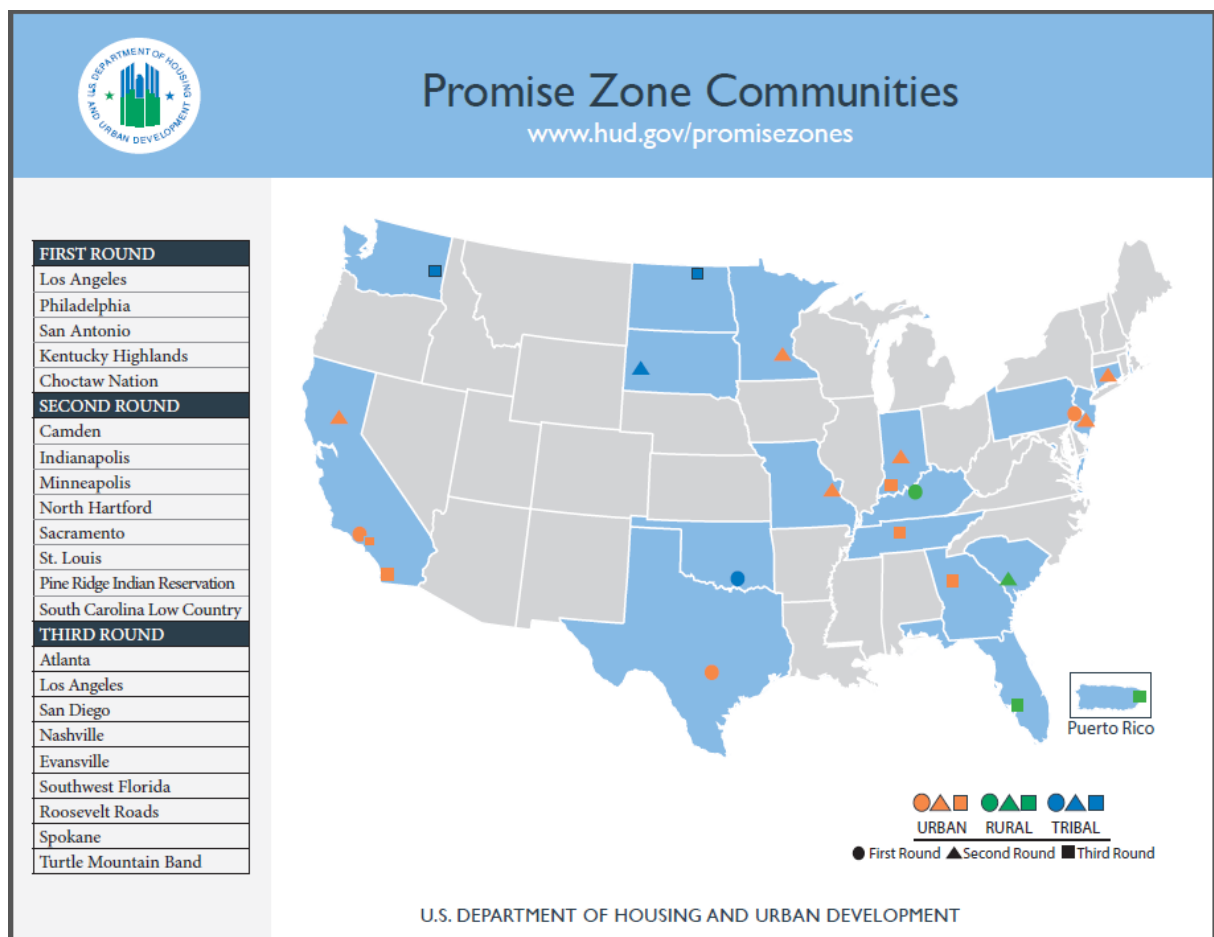 U.S. DEPARTMENT OF HOUSING
AND URBAN DEVELOPMENT
Promise Zone Communities
www.hud.gov/promisezones
FIRST ROUND
Los Angeles
Philadelphia
San Antonio
Kentucky Highlands
Choctaw Nation
SECOND ROUND
Camden
Indianapolis
Minneapolis
North Hartford
Sacramento
St. Louis
Pine Ridge Indian Reservation
South Carolina Low Country
THIRD ROUND
Atlanta
Los Angeles
San Diego
Nashville
Evansville
Southwest Florida
Roosevelt Roads
Spokane
Turtle Mountain Band
Puerto Rico
URBAN RURAL TRIBAL
First Round Second Round Third Round
U.S. DEPARTMENT OF HOUSING AND URBAN DEVELOPMENT